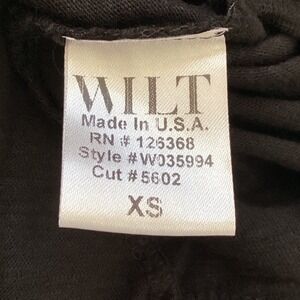 WILT
Made In U.S.A.
RN # 126368
Style #W035994
Cut #5602
XS